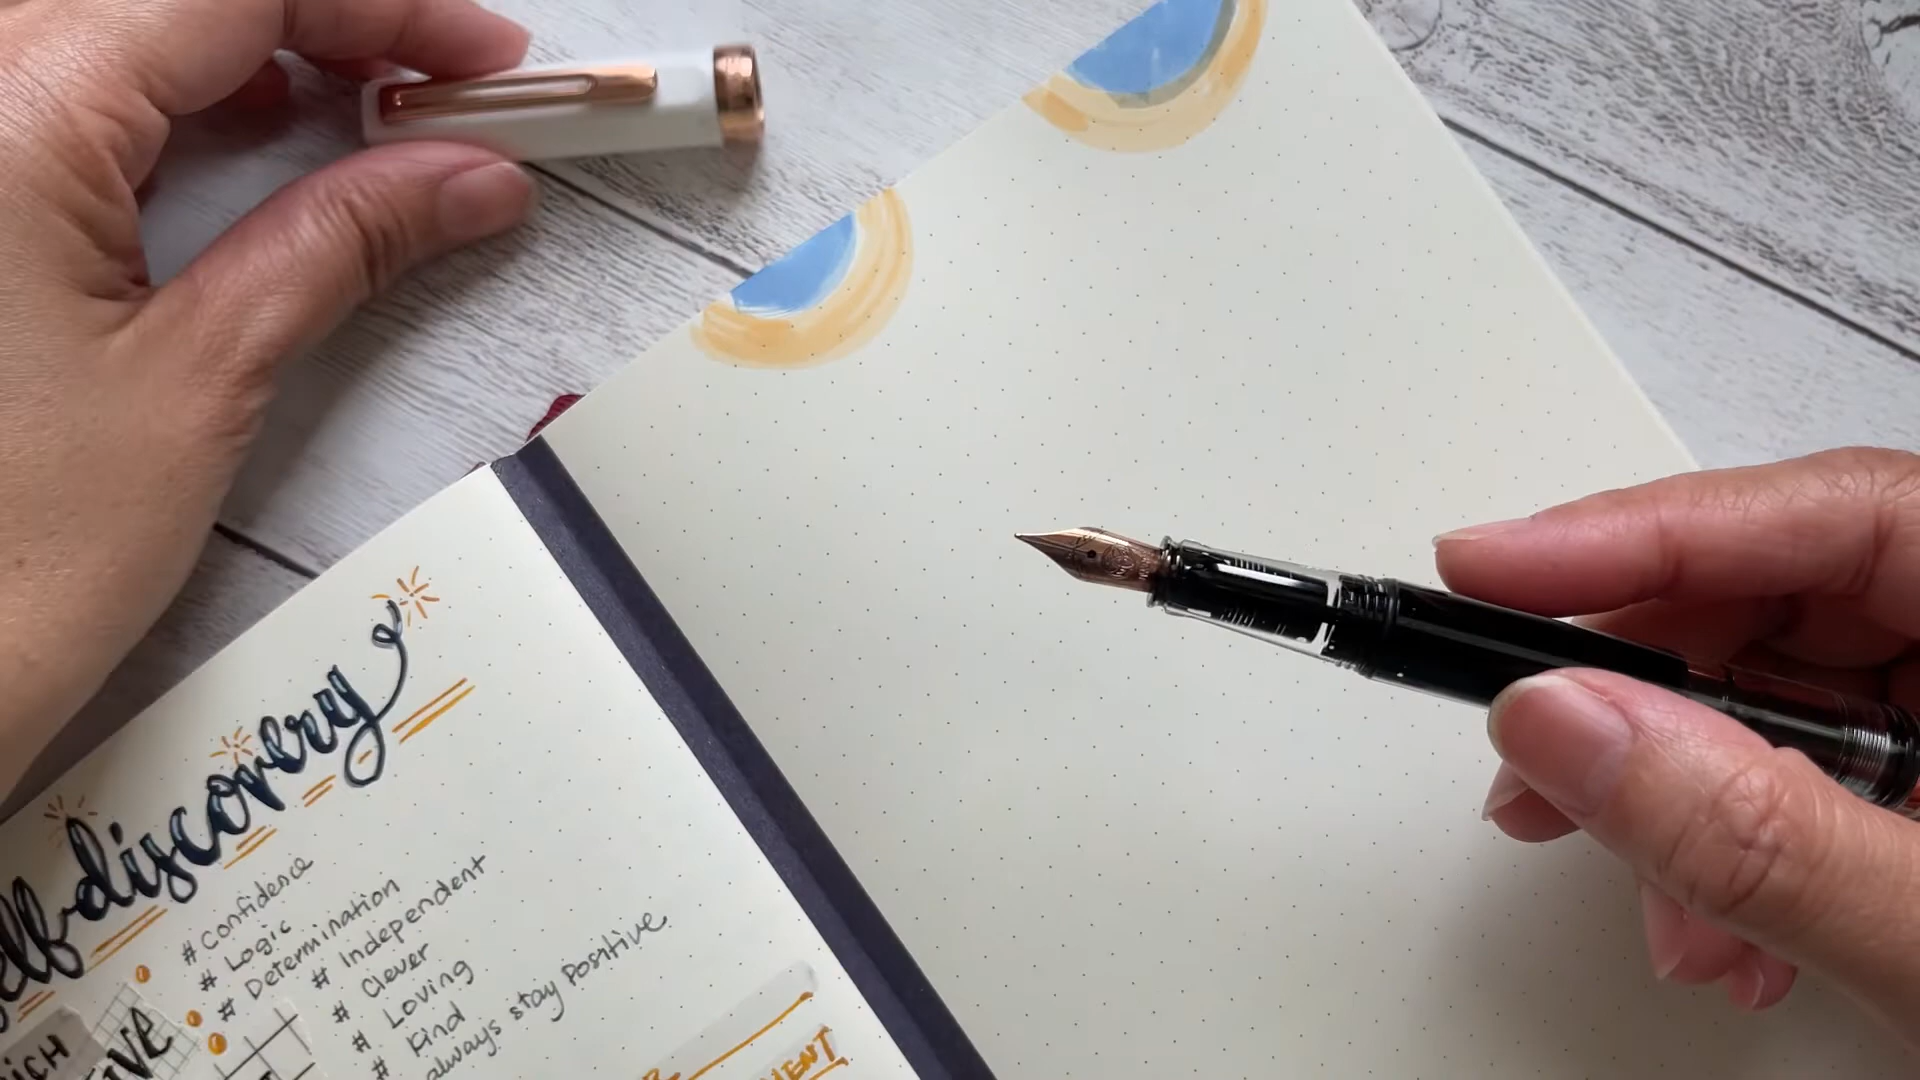 Self-discovery
# Confidence
# Logic
# Determination
# Independent
# Clever
# Loving
# Kind
always stay positive